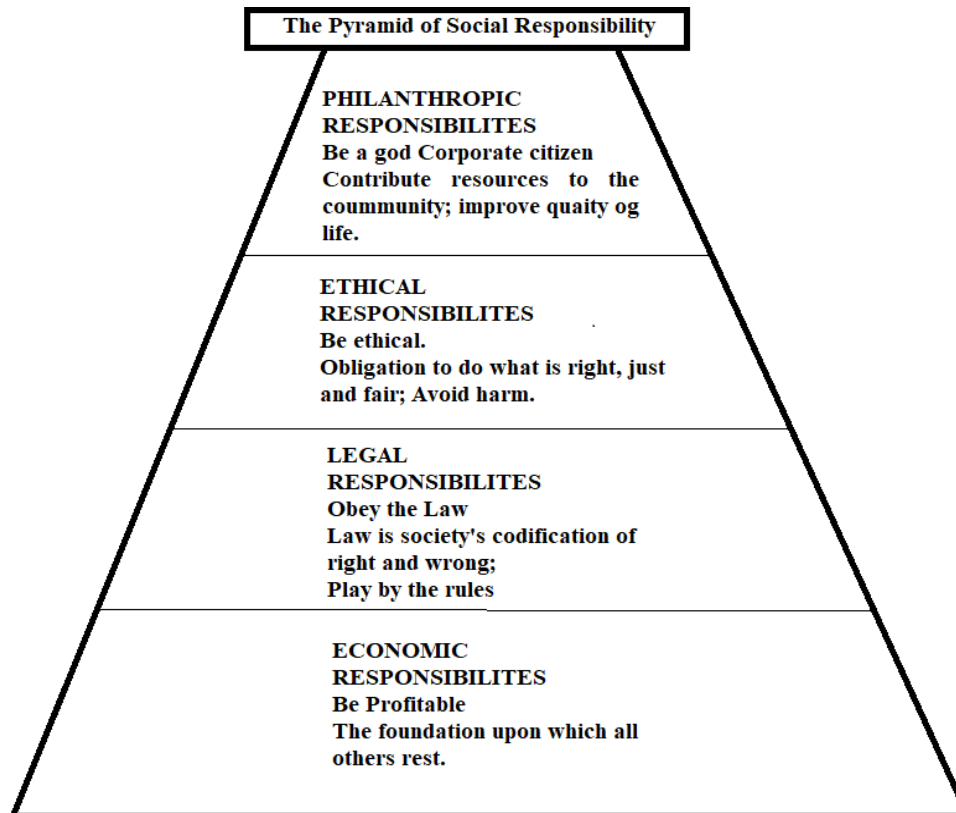 The Pyramid of Social Responsibility
PHILANTHROPIC
RESPONSIBILITES
Be a god Corporate citizen
Contribute resources to the
coummunity; improve quaity og
life.
ETHICAL
RESPONSIBILITES
Be ethical.
Obligation to do what is right, just
and fair; Avoid harm.
LEGAL
RESPONSIBILITES
Obey the Law
Law is society's codification of
right and wrong;
Play by the rules
ECONOMIC
RESPONSIBILITES
Be Profitable
The foundation upon which all
others rest.